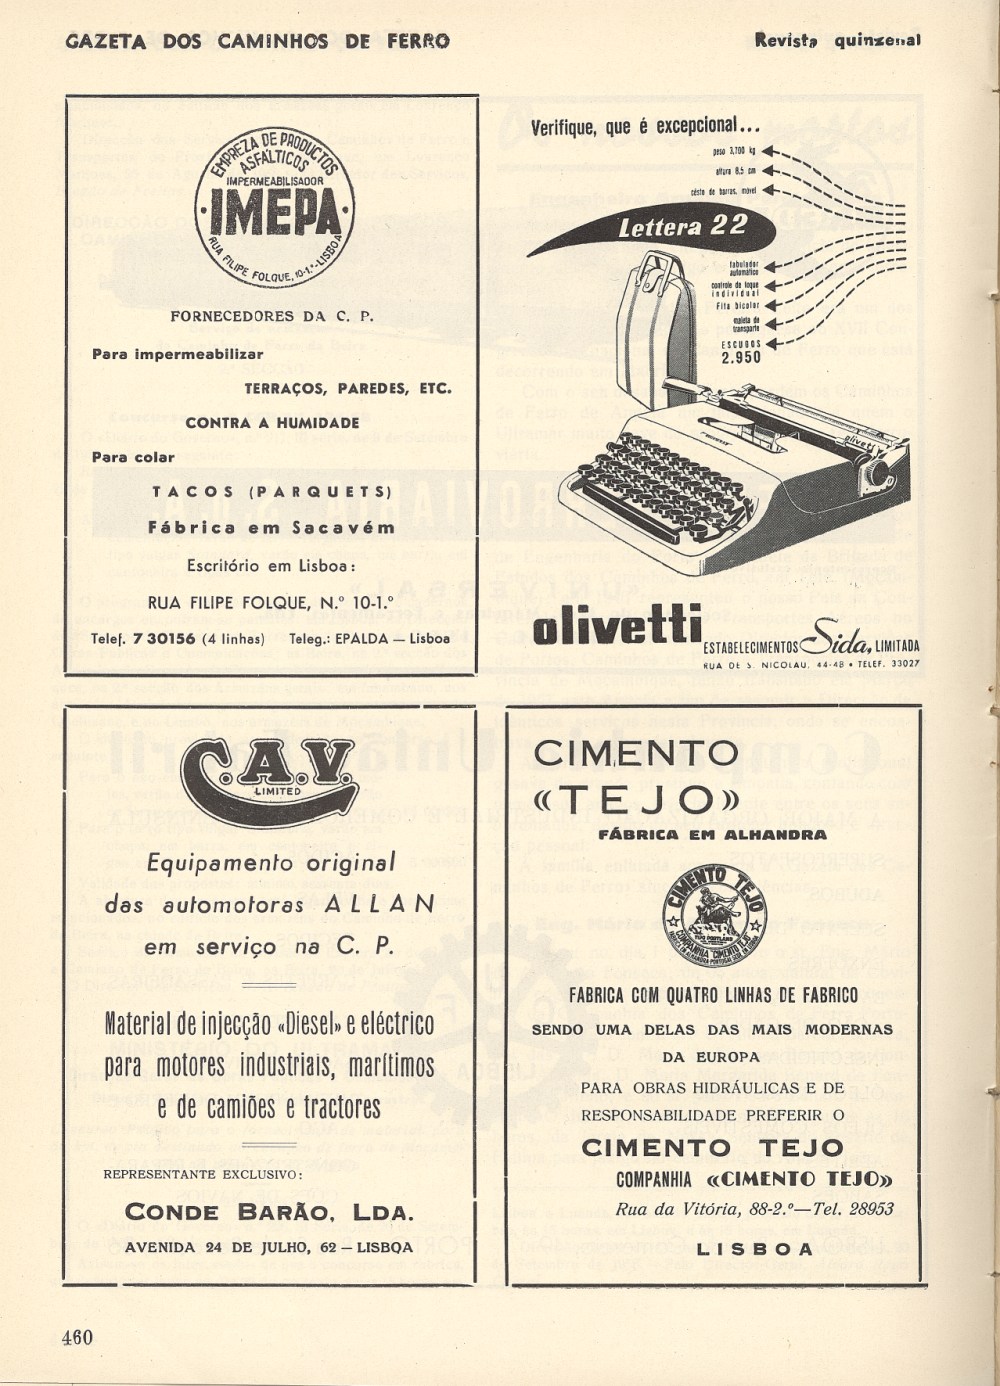 GAZETA DOS CAMINHOS DE FERRO
Revista quinzenal
EMPREZA DE PRODUCTOS
ASFÁLTICOS
IMPERMEABILISADOR
·IMEPA·
RUA FILIPE FOLQUE, 10-1.º-LISBOA
FORNECEDORES DA C. P.
Para impermeabilizar
TERRAÇOS, PAREDES, ETC.
CONTRA A HUMIDADE
Para colar
TACOS (PARQUETS)
Fábrica em Sacavém
Escritório em Lisboa:
RUA FILIPE FOLQUE, N.º 10-1.º
Telef. 730156 (4 linhas) Teleg.: EPALDA — Lisboa
Verifique, que é excepcional...
peso 3,700 kg
altura 8,5 cm
césto de barras, movel
Lettera 22
tabulador
automático
controle de toque
individual
Fita bicolor
maleta de
transporte
ESCUDOS
2.950
olivetti
olivetti
ESTABELECIMENTOS Sida, LIMITADA
RUA DE S. NICOLAU, 44-48 • TELEF. 33027
C.A.V.
LIMITED
Equipamento original
das automotoras ALLAN
em serviço na C. P.
Material de injecção «Diesel» e eléctrico
para motores industriais, marítimos
e de camiões e tractores
REPRESENTANTE EXCLUSIVO:
CONDE BARÃO, LDA.
AVENIDA 24 DE JULHO, 62 — LISBOA
CIMENTO
«TEJO»
FÁBRICA EM ALHANDRA
CIMENTO TEJO
COMPANHIA "CIMENTO TEJO"
FABRICA COM QUATRO LINHAS DE FABRICO
SENDO UMA DELAS DAS MAIS MODERNAS
DA EUROPA
PARA OBRAS HIDRÁULICAS E DE
RESPONSABILIDADE PREFERIR O
CIMENTO TEJO
COMPANHIA «CIMENTO TEJO»
Rua da Vitória, 88-2.º—Tel. 28953
LISBOA
460